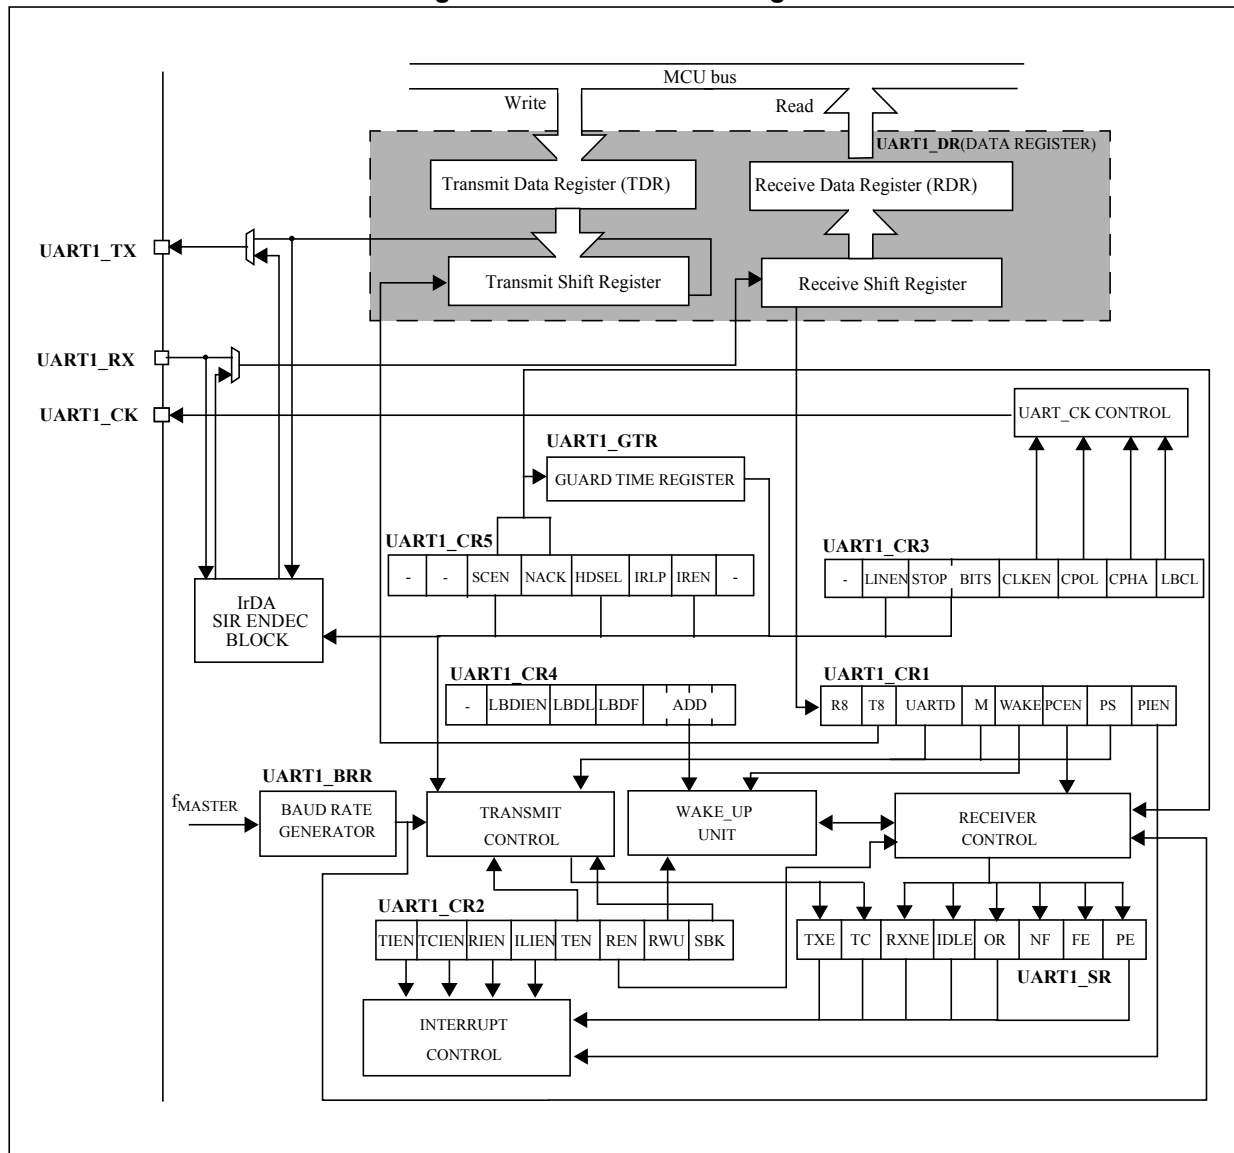 MCU bus
Write
Read
UART1_DR(DATA REGISTER)
Transmit Data Register (TDR)
Receive Data Register (RDR)
UART1_TX
Transmit Shift Register
Receive Shift Register
UART1_RX
UART1_CK
UART_CK CONTROL
UART1_GTR
GUARD TIME REGISTER
UART1_CR5
- - SCEN NACK HDSEL IRLP IREN -
UART1_CR3
- LINEN STOP BITS CLKEN CPOL CPHA LBCL
IrDA
SIR ENDEC
BLOCK
UART1_CR4
- LBDIEN LBDL LBDF ADD
UART1_CR1
R8 T8 UARTD M WAKE PCEN PS PIEN
UART1_BRR
fMASTER
BAUD RATE
GENERATOR
TRANSMIT
CONTROL
WAKE_UP
UNIT
RECEIVER
CONTROL
UART1_CR2
TIEN TCIEN RIEN ILIEN TEN REN RWU SBK
TXE TC RXNE IDLE OR NF FE PE
UART1_SR
INTERRUPT
CONTROL